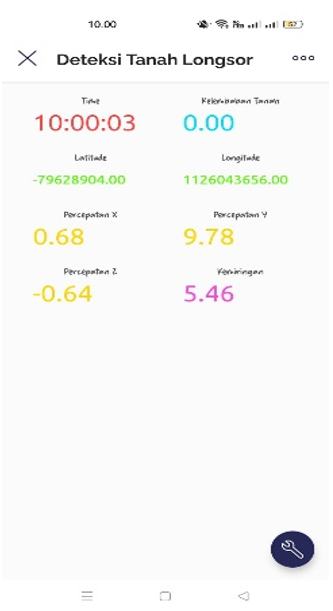 10.00
Deteksi Tanah Longsor
Time
Kelembaban Tanah
10:00:03
0.00
Latitude
Longitude
-79628904.00
1126043656.00
Percepatan X
Percepatan Y
0.68
9.78
Percepatan Z
Kemiringan
-0.64
5.46